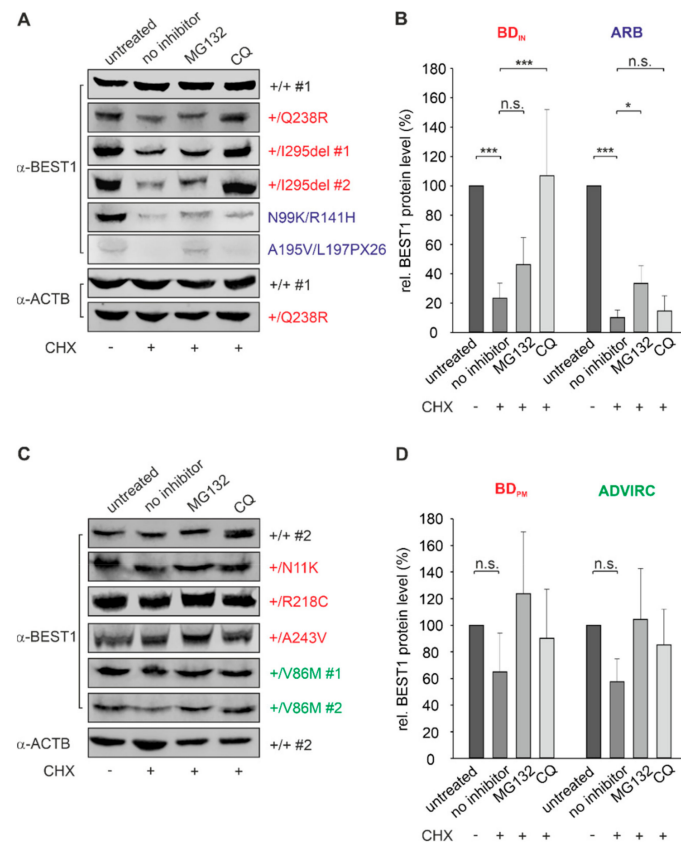 A
untreated
no inhibitor
MG132
CQ
α-BEST1
+/+ #1
+/Q238R
+/I295del #1
+/I295del #2
N99K/R141H
A195V/L197PX26
α-ACTB
+/+ #1
+/Q238R
CHX - + + +
B
BD_IN
ARB
rel. BEST1 protein level (%)
180
160
140
120
100
80
60
40
20
0
***
n.s.
***
***
*
n.s.
untreated
no inhibitor
MG132
CQ
untreated
no inhibitor
MG132
CQ
CHX - + + + - + + +
C
untreated
no inhibitor
MG132
CQ
α-BEST1
+/+ #2
+/N11K
+/R218C
+/A243V
+/V86M #1
+/V86M #2
α-ACTB
+/+ #2
CHX - + + +
D
BD_PM
ADVIRC
rel. BEST1 protein level (%)
180
160
140
120
100
80
60
40
20
0
n.s.
n.s.
untreated
no inhibitor
MG132
CQ
untreated
no inhibitor
MG132
CQ
CHX - + + + - + + +